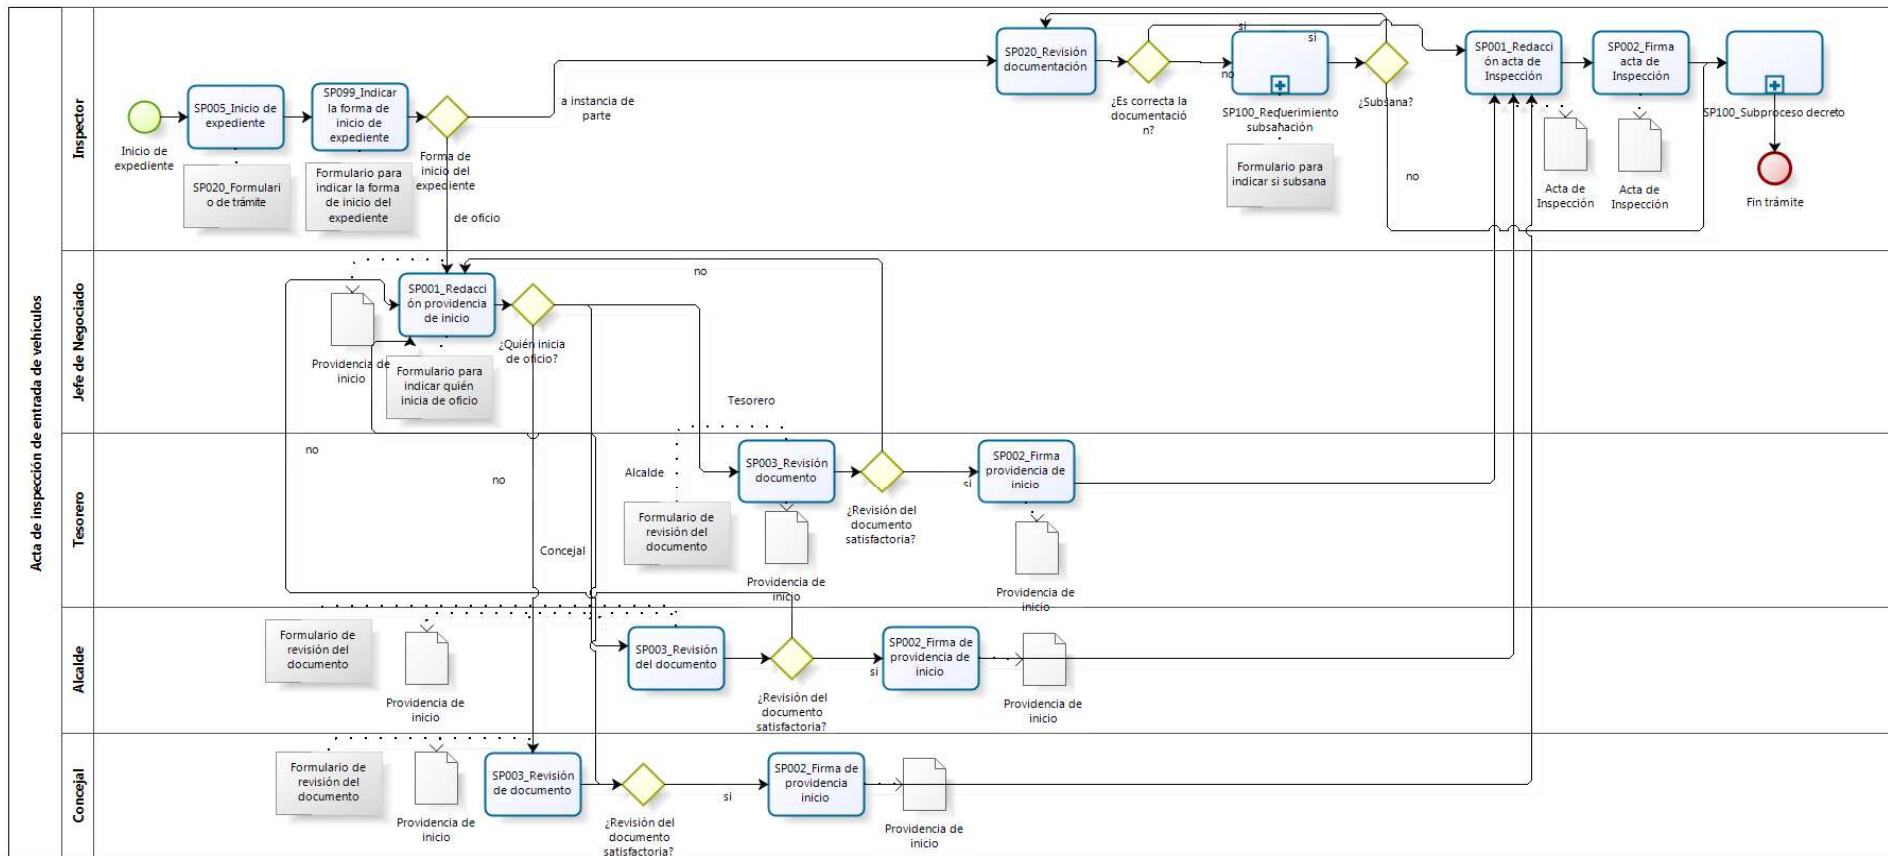 Acta de inspección de entrada de vehículos
Inspector
Inicio de
expediente
SP005_Inicio de
expediente
SP020_Formulari
o de trámite
SP099_Indicar
la forma de
inicio de
expediente
Formulario para
indicar la forma
de inicio del
expediente
Forma de
inicio del
expediente
a instancia de
parte
de oficio
SP020_Revisión
documentación
¿Es correcta la
documentació
n?
si
no
SP100_Requerimiento
subsanación
Formulario para
indicar si subsana
si
¿Subsana?
no
SP001_Redacci
ón acta de
Inspección
Acta de
Inspección
SP002_Firma
acta de
Inspección
Acta de
Inspección
SP100_Subproceso decreto
Fin trámite
Jefe de Negociado
SP001_Redacci
ón providencia
de inicio
Providencia de
inicio
Formulario para
indicar quién
inicia de oficio
¿Quién inicia
de oficio?
no
Tesorero
Tesorero
no
no
Alcalde
Concejal
Formulario de
revisión del
documento
SP003_Revisión
documento
Providencia de
inicio
¿Revisión del
documento
satisfactoria?
si
SP002_Firma
providencia de
inicio
Providencia de
inicio
Alcalde
Formulario de
revisión del
documento
Providencia de
inicio
SP003_Revisión
del documento
¿Revisión del
documento
satisfactoria?
si
SP002_Firma de
providencia de
inicio
Providencia de
inicio
Concejal
Formulario de
revisión del
documento
Providencia de
inicio
SP003_Revisión
de documento
¿Revisión del
documento
satisfactoria?
si
SP002_Firma de
providencia
inicio
Providencia de
inicio